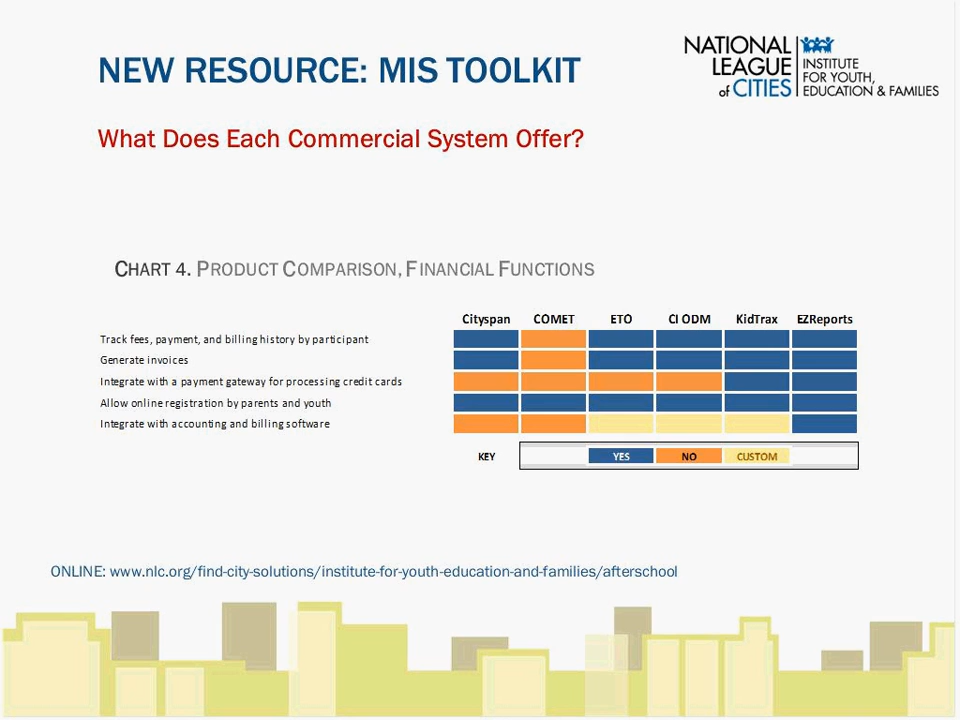 NEW RESOURCE: MIS TOOLKIT
NATIONAL
LEAGUE
of CITIES
INSTITUTE
FOR YOUTH,
EDUCATION & FAMILIES
What Does Each Commercial System Offer?
CHART 4. PRODUCT COMPARISON, FINANCIAL FUNCTIONS
Cityspan COMET ETO CI ODM KidTrax EZReports
Track fees, payment, and billing history by participant
Generate invoices
Integrate with a payment gateway for processing credit cards
Allow online registration by parents and youth
Integrate with accounting and billing software
KEY YES NO CUSTOM
ONLINE: www.nlc.org/find-city-solutions/institute-for-youth-education-and-families/afterschool